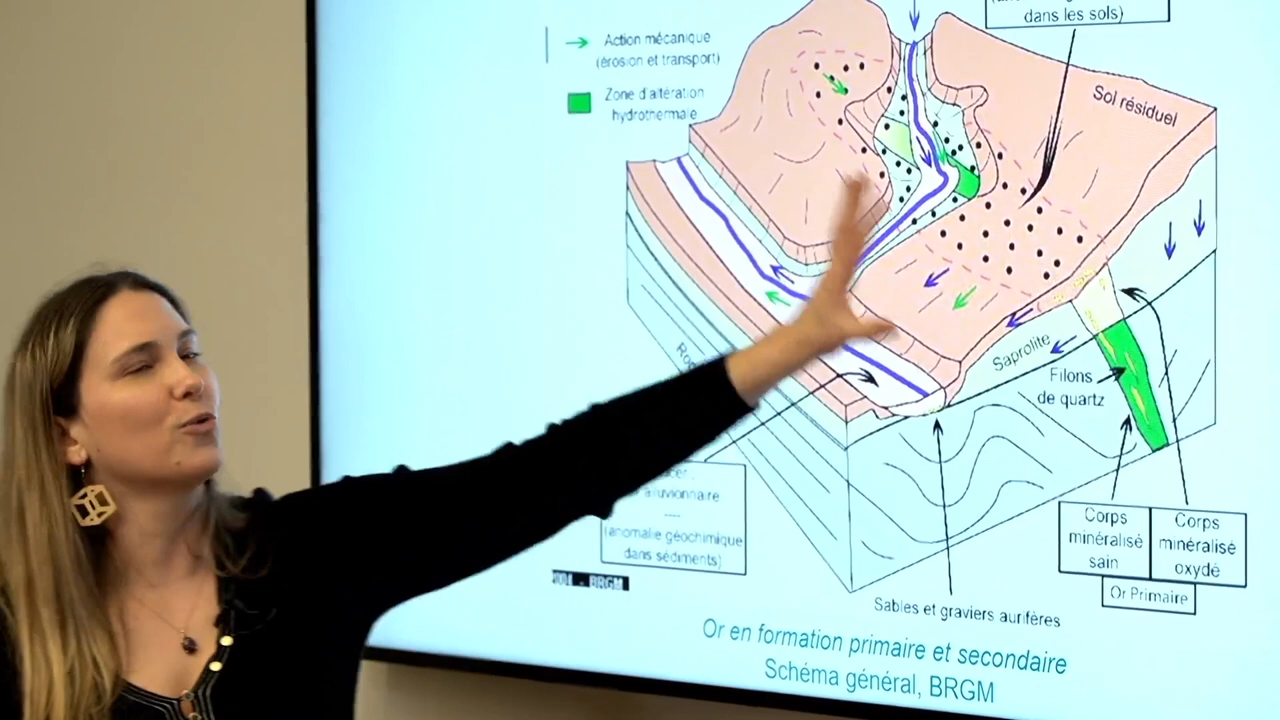 dans les sols)
Action mécanique
(érosion et transport)
Zone d'altération
hydrothermale
Sol résiduel
Saprolite
Filons
de quartz
alluvionnaire
(anomalie géochimique
dans sédiments)
BRGM
Corps
minéralisé
sain
Corps
minéralisé
oxydé
Or Primaire
Sables et graviers aurifères
Or en formation primaire et secondaire
Schéma général, BRGM